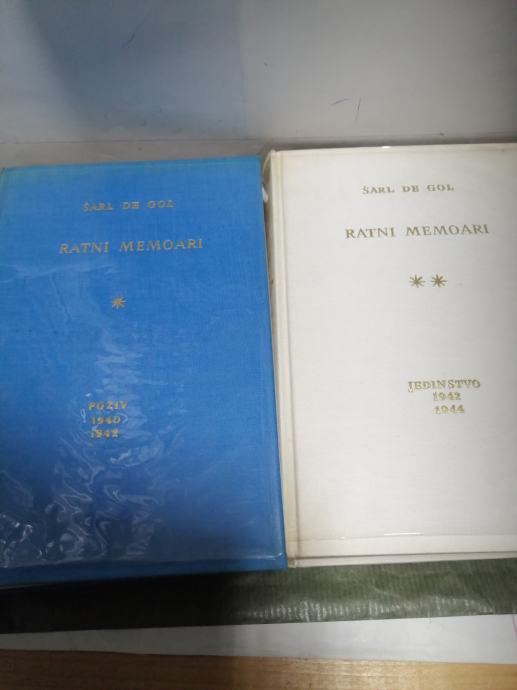 ŠARL DE GOL
RATNI MEMOARI
*
POZIV
1940
1942
ŠARL DE GOL
RATNI MEMOARI
**
JEDINSTVO
1942
1944